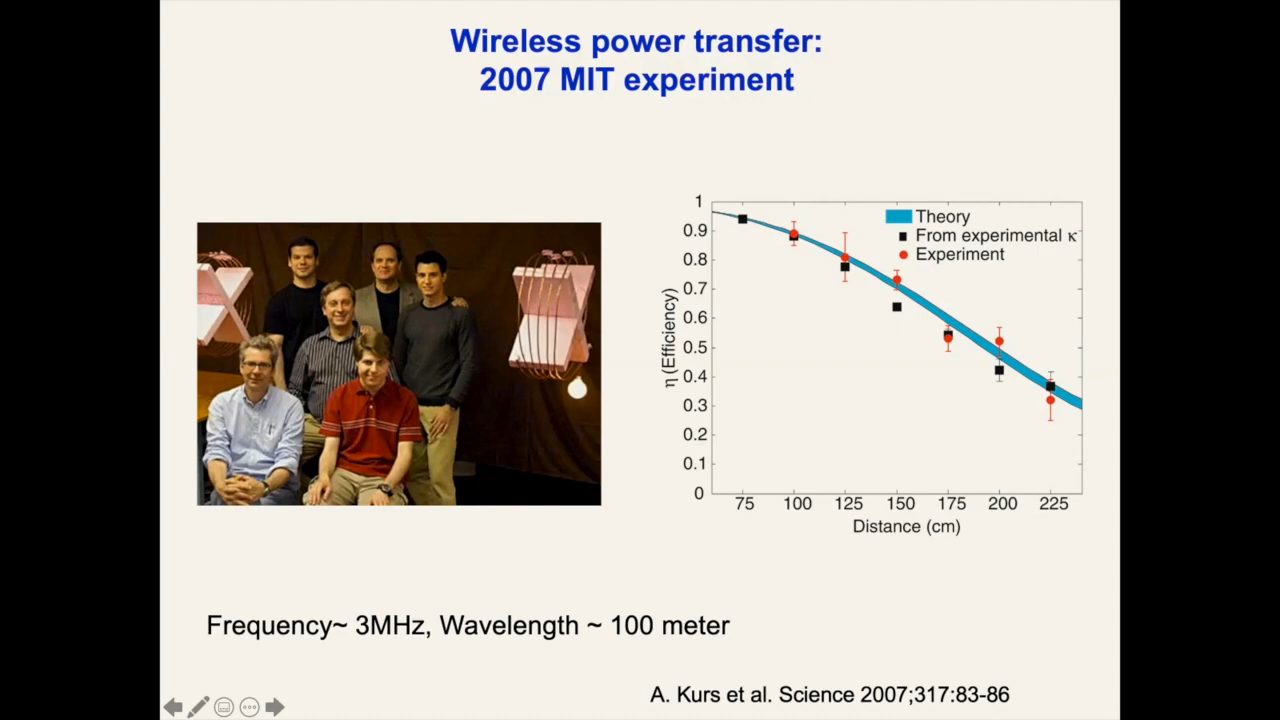 Wireless power transfer:
2007 MIT experiment
1
0.9
0.8
0.7
0.6
0.5
0.4
0.3
0.2
0.1
0
η (Efficiency)
Theory
From experimental κ
Experiment
75 100 125 150 175 200 225
Distance (cm)
Frequency~ 3MHz, Wavelength ~ 100 meter
A. Kurs et al. Science 2007;317:83-86